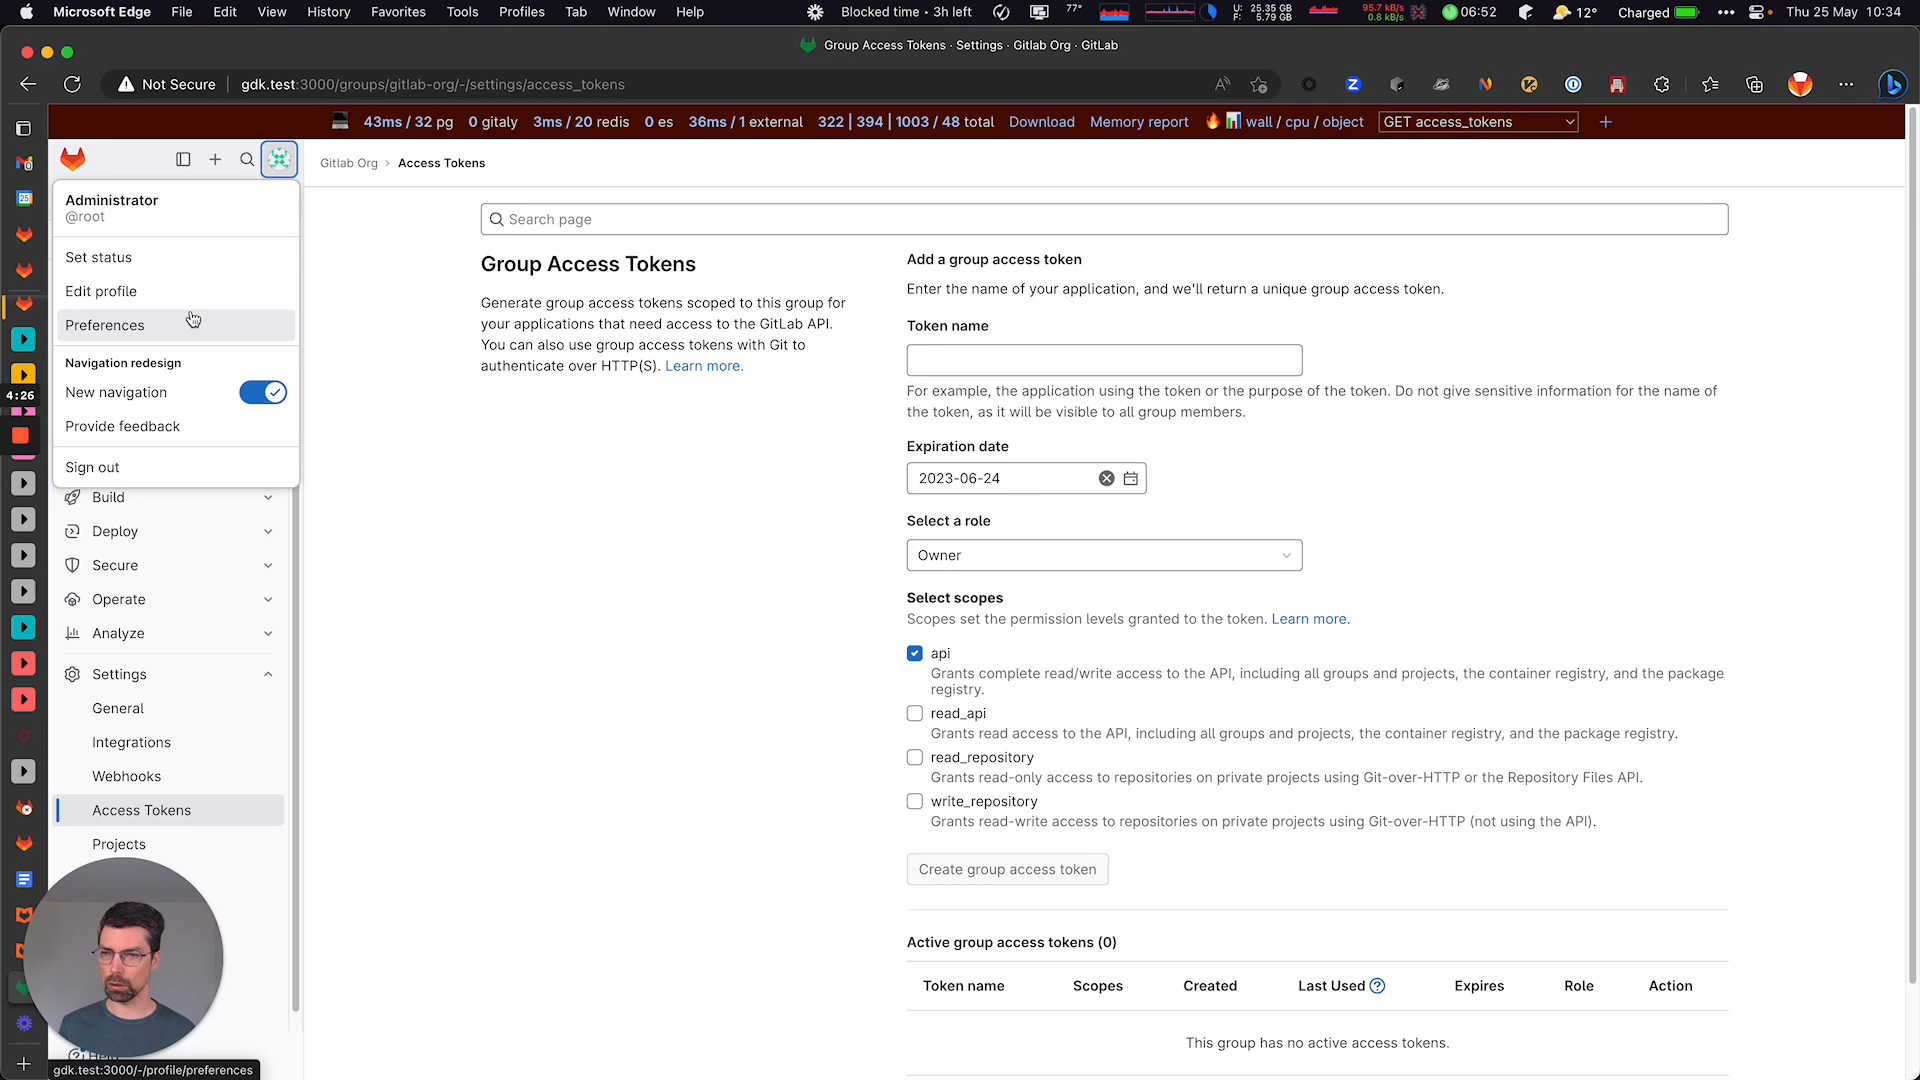 Microsoft Edge File Edit View History Favorites Tools Profiles Tab Window Help
Blocked time • 3h left 77° U: 25.35 GB F: 5.79 GB 95.7 kB/s 0.8 kB/s 06:52 12° Charged Thu 25 May 10:34
Group Access Tokens · Settings · Gitlab Org · GitLab
Not Secure gdk.test:3000/groups/gitlab-org/-/settings/access_tokens
43ms / 32 pg 0 gitaly 3ms / 20 redis 0 es 36ms / 1 external 322 | 394 | 1003 / 48 total Download Memory report wall / cpu / object GET access_tokens +
Gitlab Org › Access Tokens
Administrator
@root
Set status
Edit profile
Preferences
Navigation redesign
New navigation
Provide feedback
Sign out
4:26
25
Build
Deploy
Secure
Operate
Analyze
Settings
General
Integrations
Webhooks
Access Tokens
Projects
gdk.test:3000/-/profile/preferences
Search page
Group Access Tokens
Generate group access tokens scoped to this group for
your applications that need access to the GitLab API.
You can also use group access tokens with Git to
authenticate over HTTP(S). Learn more.
Add a group access token
Enter the name of your application, and we'll return a unique group access token.
Token name
For example, the application using the token or the purpose of the token. Do not give sensitive information for the name of
the token, as it will be visible to all group members.
Expiration date
2023-06-24
Select a role
Owner
Select scopes
Scopes set the permission levels granted to the token. Learn more.
api
Grants complete read/write access to the API, including all groups and projects, the container registry, and the package
registry.
read_api
Grants read access to the API, including all groups and projects, the container registry, and the package registry.
read_repository
Grants read-only access to repositories on private projects using Git-over-HTTP or the Repository Files API.
write_repository
Grants read-write access to repositories on private projects using Git-over-HTTP (not using the API).
Create group access token
Active group access tokens (0)
Token name Scopes Created Last Used Expires Role Action
This group has no active access tokens.